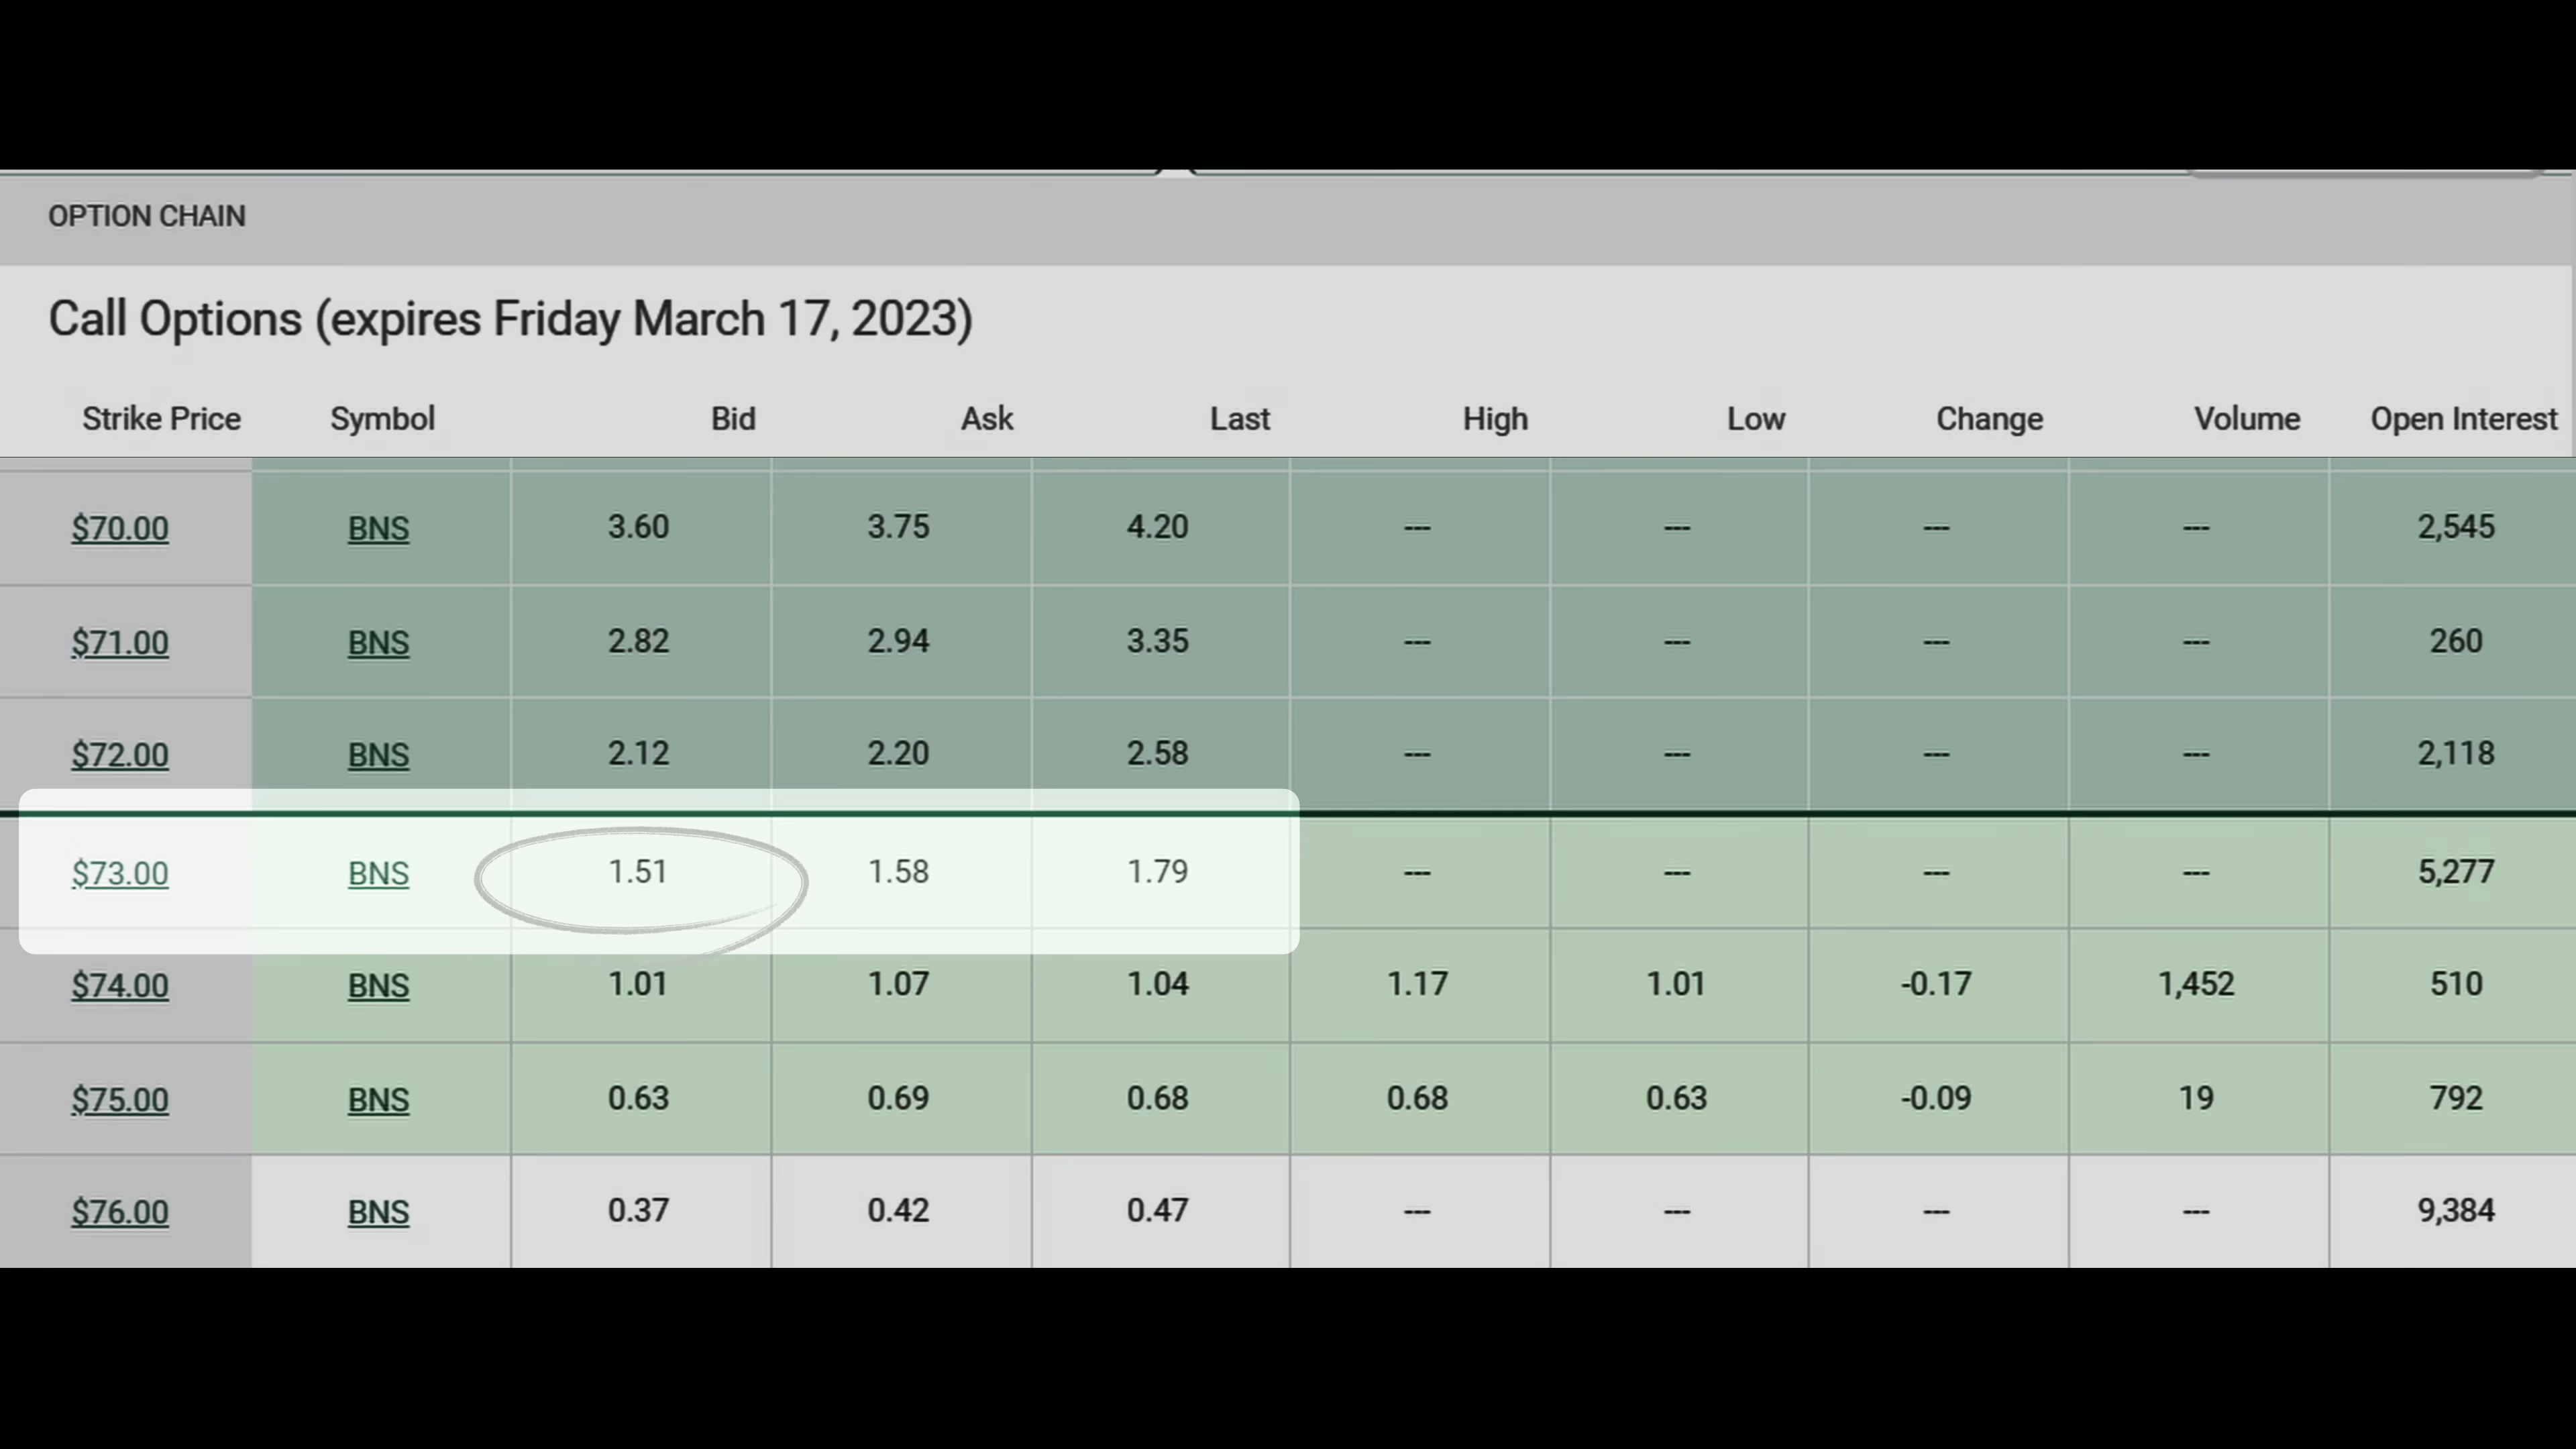 OPTION CHAIN
Call Options (expires Friday March 17, 2023)
Strike Price Symbol Bid Ask Last High Low Change Volume Open Interest
$70.00 BNS 3.60 3.75 4.20 --- --- --- --- 2,545
$71.00 BNS 2.82 2.94 3.35 --- --- --- --- 260
$72.00 BNS 2.12 2.20 2.58 --- --- --- --- 2,118
$73.00 BNS 1.51 1.58 1.79 --- --- --- --- 5,277
$74.00 BNS 1.01 1.07 1.04 1.17 1.01 -0.17 1,452 510
$75.00 BNS 0.63 0.69 0.68 0.68 0.63 -0.09 19 792
$76.00 BNS 0.37 0.42 0.47 --- --- --- --- 9,384